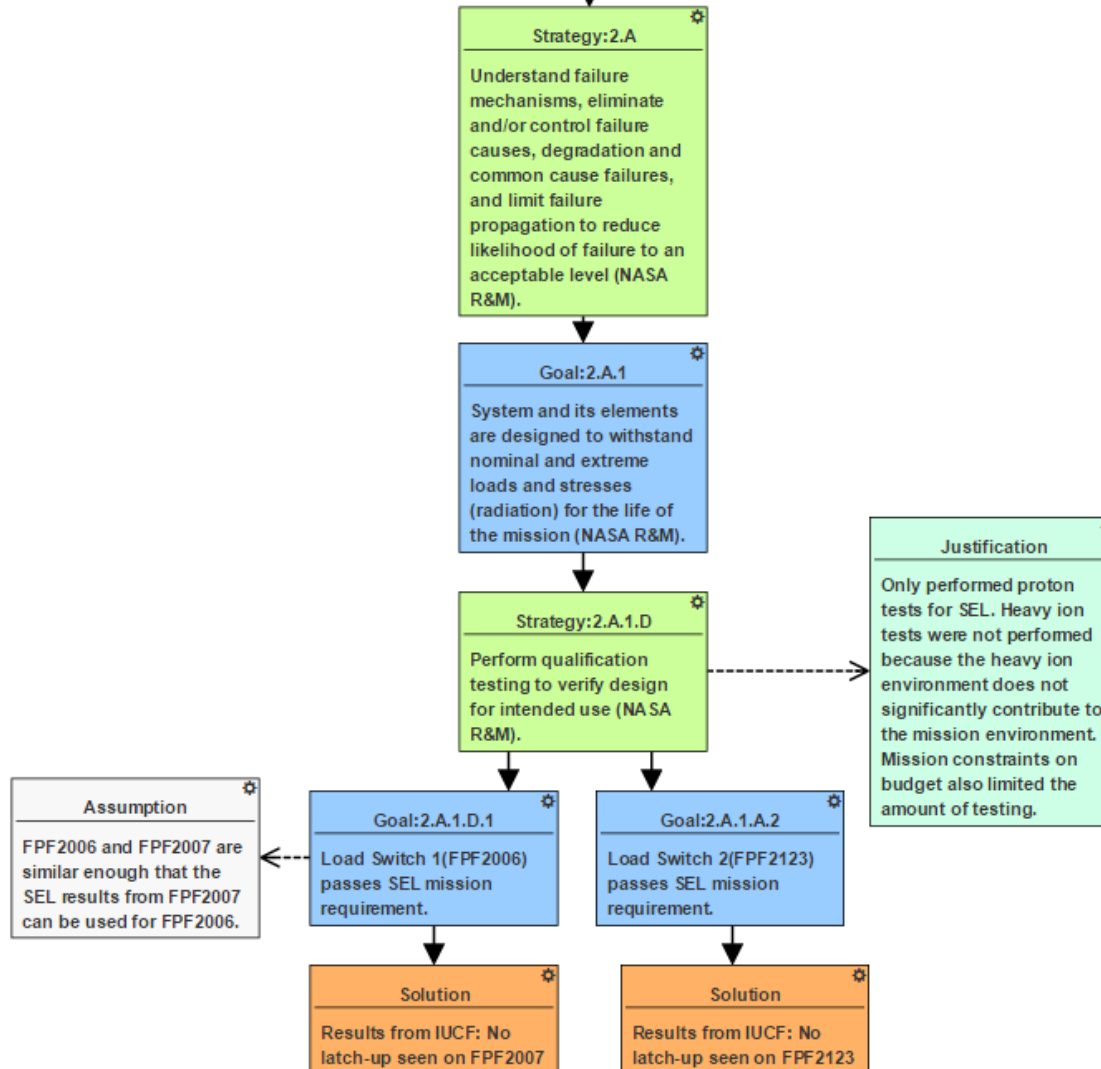 Strategy:2.A
Understand failure
mechanisms, eliminate
and/or control failure
causes, degradation and
common cause failures,
and limit failure
propagation to reduce
likelihood of failure to an
acceptable level (NASA
R&M).
Goal:2.A.1
System and its elements
are designed to withstand
nominal and extreme
loads and stresses
(radiation) for the life of
the mission (NASA R&M).
Strategy:2.A.1.D
Perform qualification
testing to verify design
for intended use (NASA
R&M).
Justification
Only performed proton
tests for SEL. Heavy ion
tests were not performed
because the heavy ion
environment does not
significantly contribute to
the mission environment.
Mission constraints on
budget also limited the
amount of testing.
Assumption
FPF2006 and FPF2007 are
similar enough that the
SEL results from FPF2007
can be used for FPF2006.
Goal:2.A.1.D.1
Load Switch 1(FPF2006)
passes SEL mission
requirement.
Goal:2.A.1.A.2
Load Switch 2(FPF2123)
passes SEL mission
requirement.
Solution
Results from IUCF: No
latch-up seen on FPF2007
Solution
Results from IUCF: No
latch-up seen on FPF2123